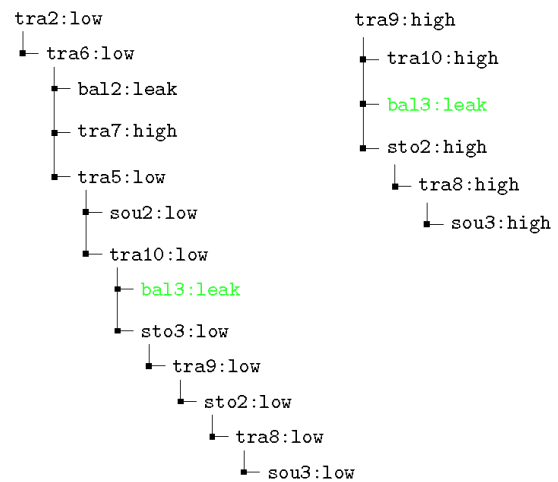 tra2:low
tra6:low
bal2:leak
tra7:high
tra5:low
sou2:low
tra10:low
bal3:leak
sto3:low
tra9:low
sto2:low
tra8:low
sou3:low
tra9:high
tra10:high
bal3:leak
sto2:high
tra8:high
sou3:high